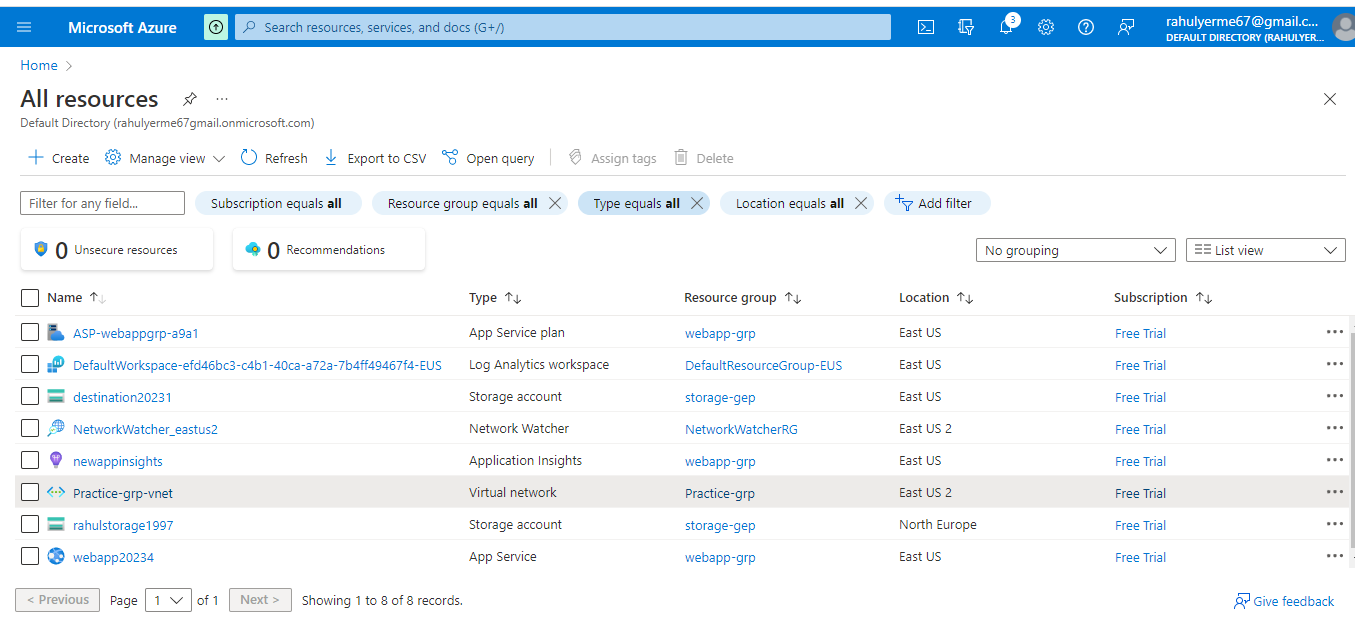 Microsoft Azure
Search resources, services, and docs (G+/)
3
rahulyerme67@gmail.c...
DEFAULT DIRECTORY (RAHULYER...
Home >
All resources
...
Default Directory (rahulyerme67gmail.onmicrosoft.com)
Create Manage view Refresh Export to CSV Open query Assign tags Delete
Filter for any field... Subscription equals all Resource group equals all Type equals all Location equals all Add filter
0 Unsecure resources 0 Recommendations No grouping List view
Name Type Resource group Location Subscription
ASP-webappgrp-a9a1 App Service plan webapp-grp East US Free Trial
DefaultWorkspace-efd46bc3-c4b1-40ca-a72a-7b4ff49467f4-EUS Log Analytics workspace DefaultResourceGroup-EUS East US Free Trial
destination20231 Storage account storage-gep East US Free Trial
NetworkWatcher_eastus2 Network Watcher NetworkWatcherRG East US 2 Free Trial
newappinsights Application Insights webapp-grp East US Free Trial
Practice-grp-vnet Virtual network Practice-grp East US 2 Free Trial
rahulstorage1997 Storage account storage-gep North Europe Free Trial
webapp20234 App Service webapp-grp East US Free Trial
< Previous Page 1 of 1 Next > Showing 1 to 8 of 8 records. Give feedback